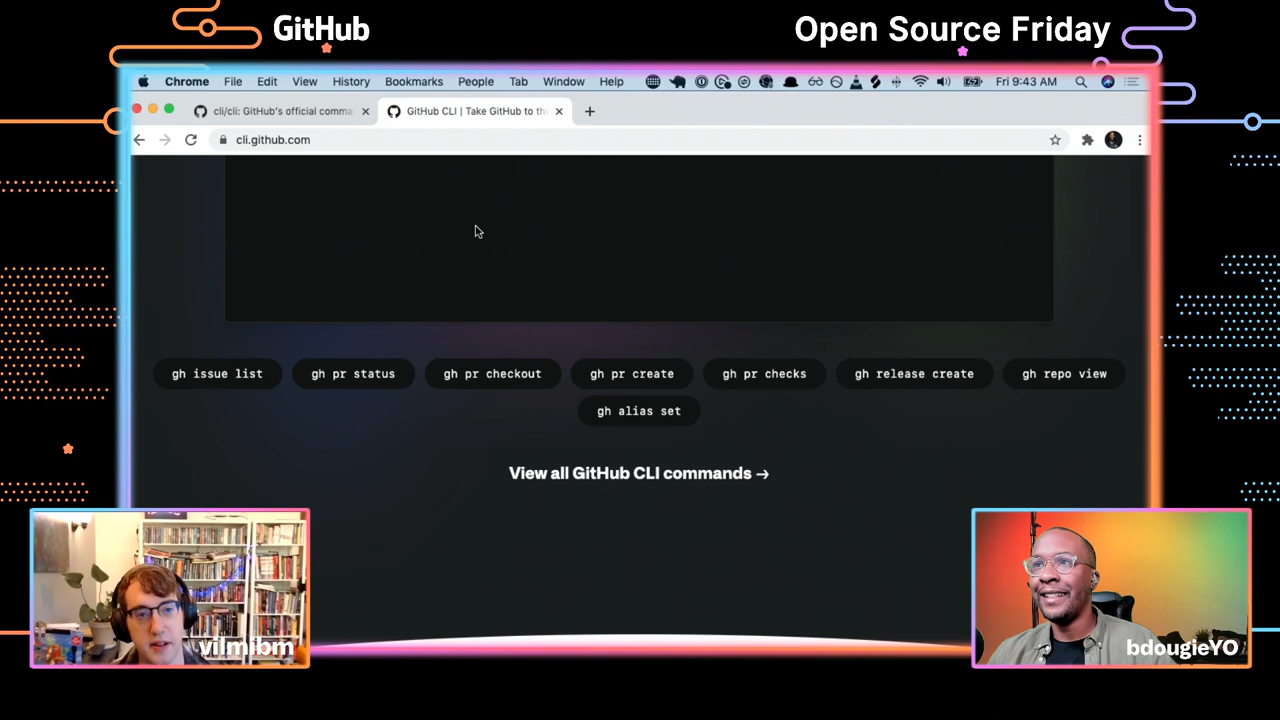 GitHub
Open Source Friday
Chrome File Edit View History Bookmarks People Tab Window Help Fri 9:43 AM
cli/cli: GitHub's official comma
GitHub CLI | Take GitHub to th
cli.github.com
gh issue list
gh pr status
gh pr checkout
gh pr create
gh pr checks
gh release create
gh repo view
gh alias set
View all GitHub CLI commands →
vilmibm
bdougieYO